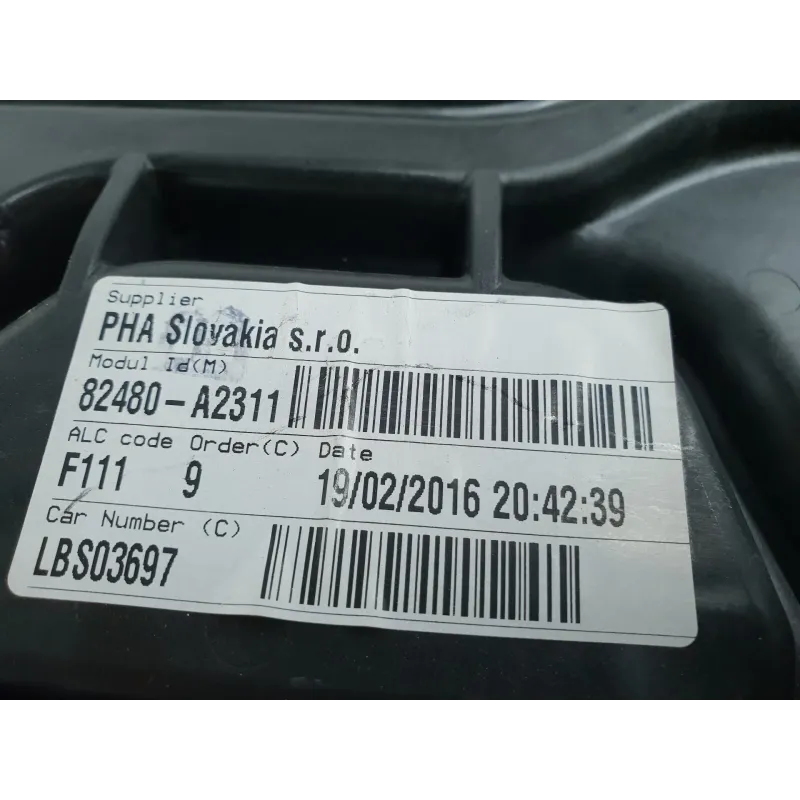 Supplier
PHA Slovakia s.r.o.
Modul Id(M)
82480-A2311
ALC code Order(C) Date
F111 9 19/02/2016 20:42:39
Car Number (C)
LBS03697